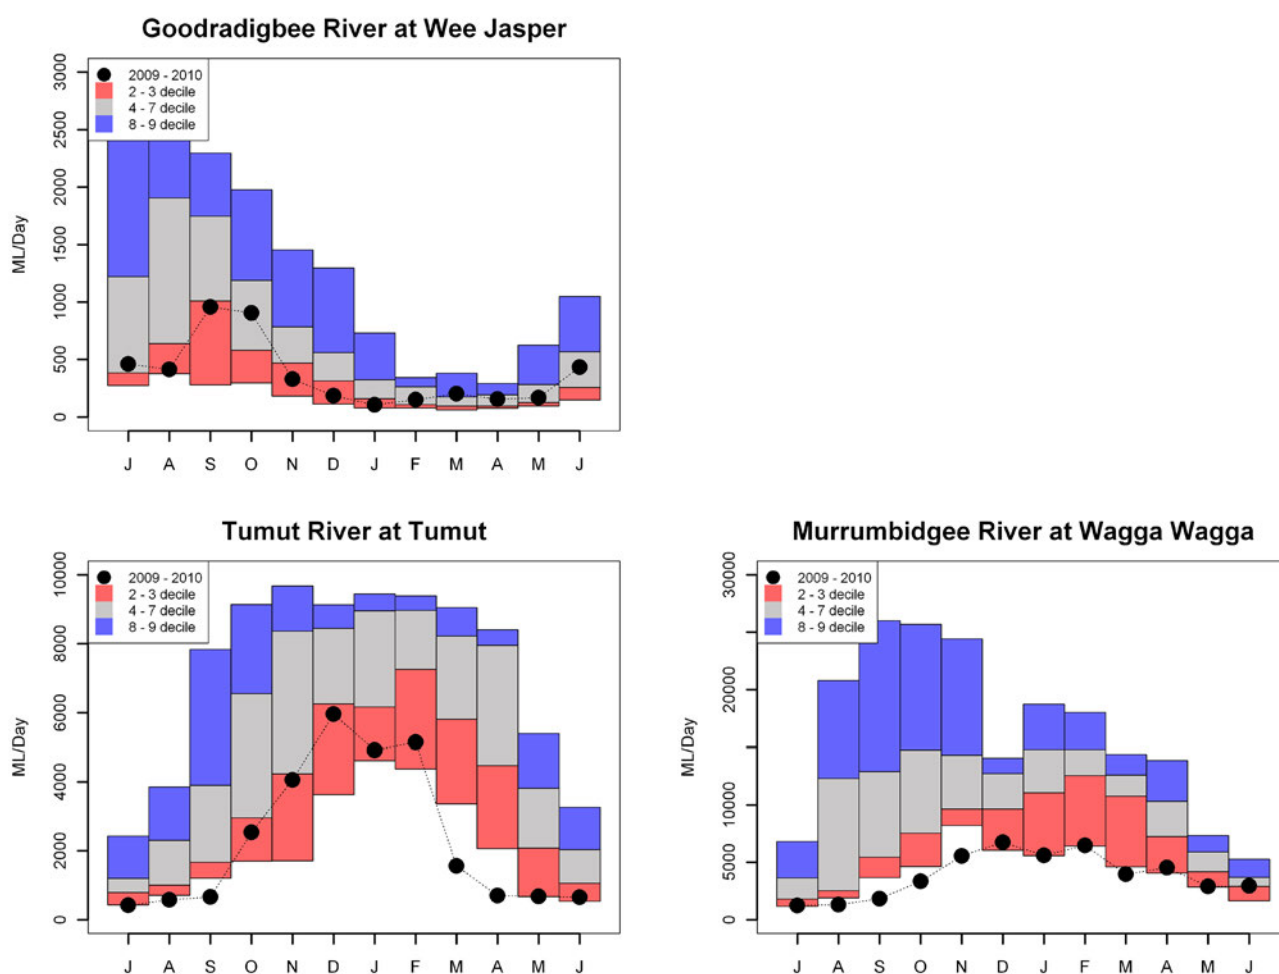 Goodradigbee River at Wee Jasper
2009 - 2010
2 - 3 decile
4 - 7 decile
8 - 9 decile
ML/Day
3000
2500
2000
1500
1000
500
0
J A S O N D J F M A M J
Tumut River at Tumut
2009 - 2010
2 - 3 decile
4 - 7 decile
8 - 9 decile
ML/Day
10000
8000
6000
4000
2000
0
J A S O N D J F M A M J
Murrumbidgee River at Wagga Wagga
2009 - 2010
2 - 3 decile
4 - 7 decile
8 - 9 decile
ML/Day
30000
20000
10000
5000
0
J A S O N D J F M A M J